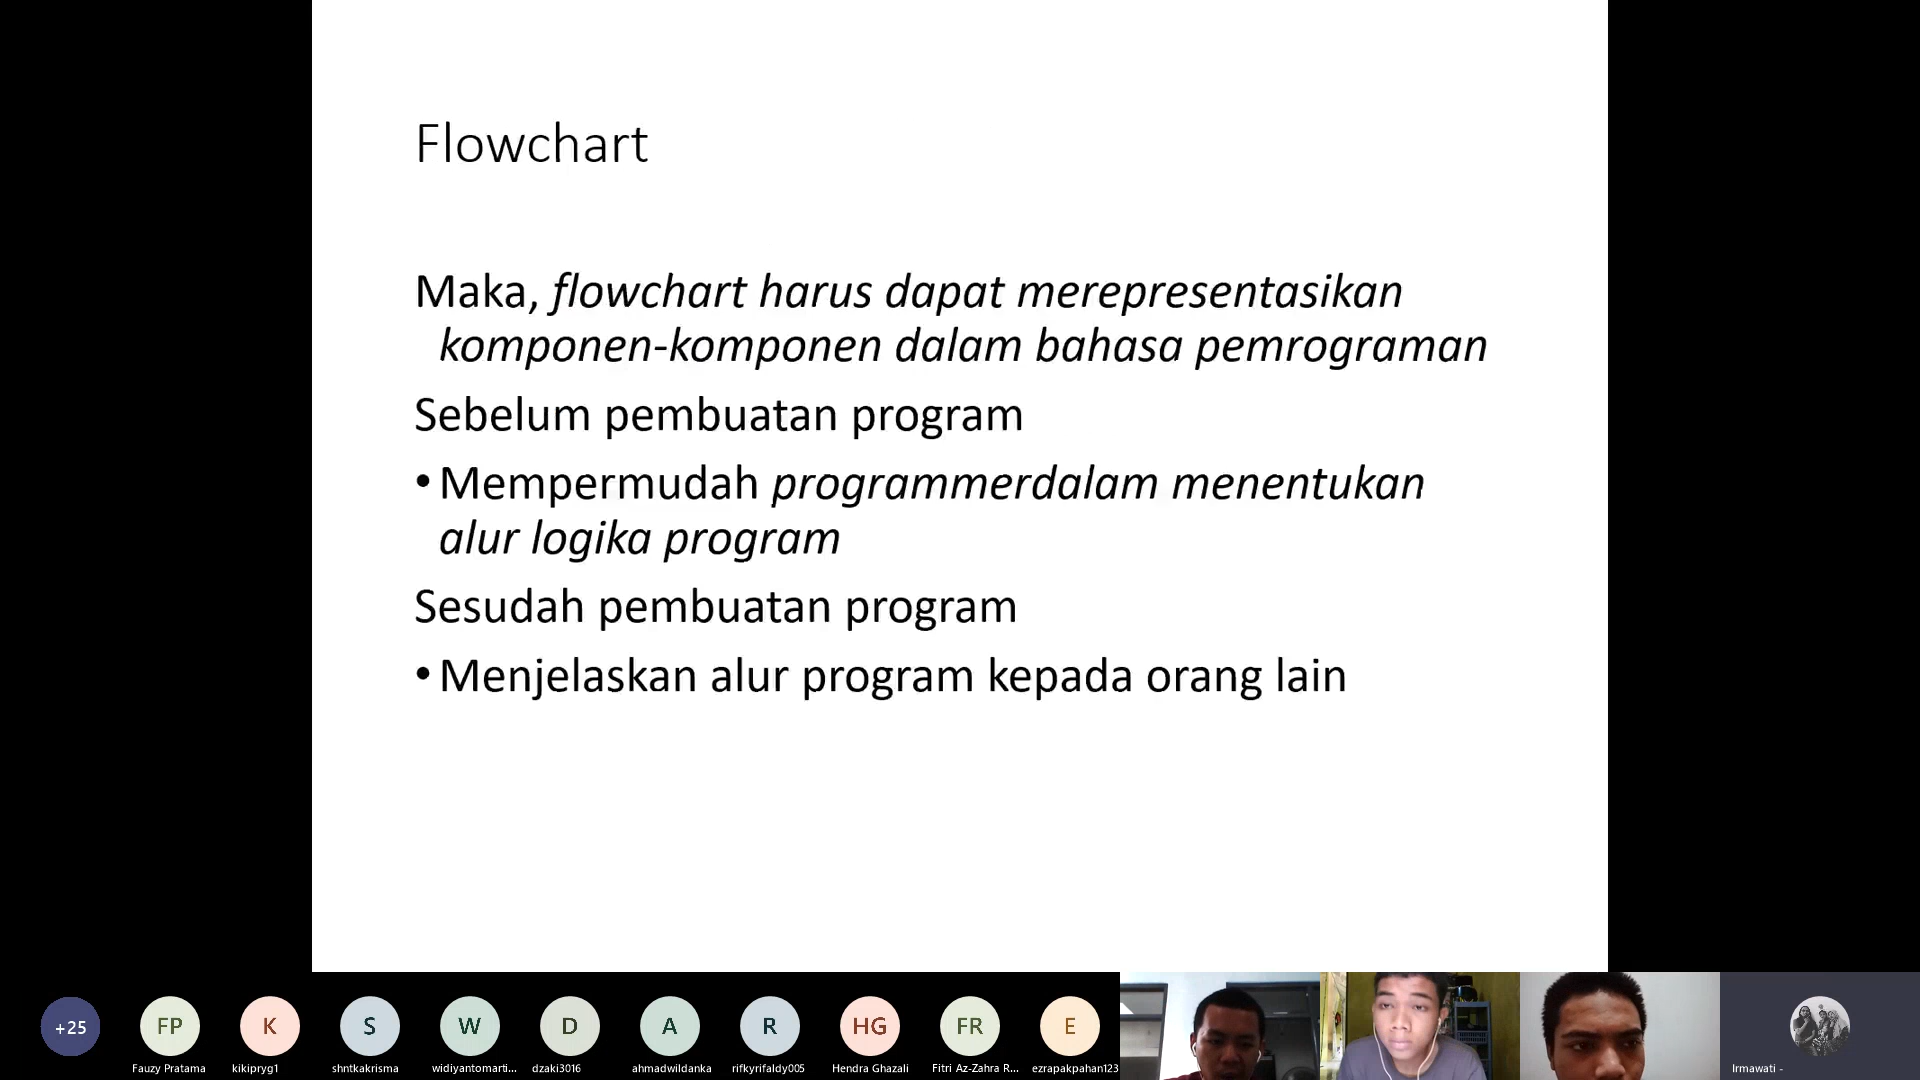 Flowchart
Maka, flowchart harus dapat merepresentasikan
komponen-komponen dalam bahasa pemrograman
Sebelum pembuatan program
• Mempermudah programmerdalam menentukan
alur logika program
Sesudah pembuatan program
• Menjelaskan alur program kepada orang lain
+25 FP K S W D A R HG FR E
Fauzy Pratama kikipryg1 shntkakrisma widiyantomarti... dzaki3016 ahmadwildanka rifkyrifaldy005 Hendra Ghazali Fitri Az-Zahra R... ezrapakpahan123 Irmawati -